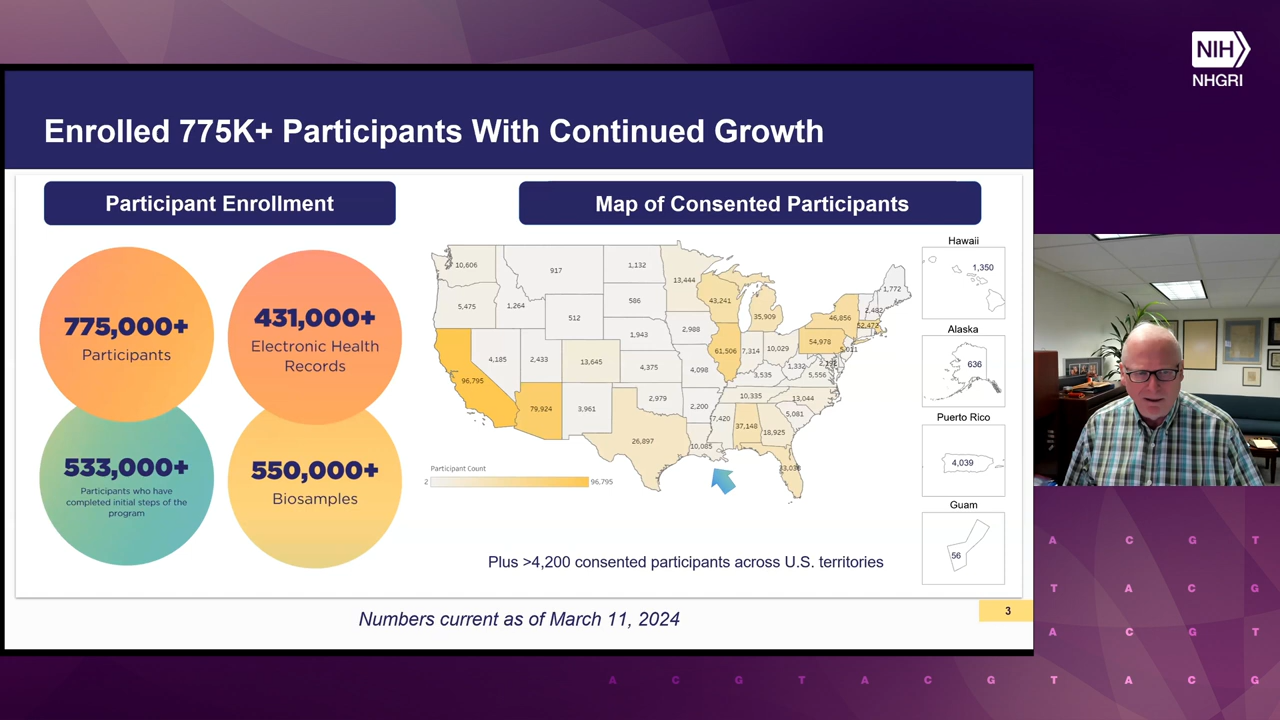 NIH
NHGRI
Enrolled 775K+ Participants With Continued Growth
Participant Enrollment
Map of Consented Participants
775,000+
Participants
431,000+
Electronic Health
Records
533,000+
Participants who have
completed initial steps of the
program
550,000+
Biosamples
10,606
917
1,132
13,444
5,475
1,264
512
586
43,241
35,909
46,856
2,482
1,772
52,473
4,185
2,433
13,645
1,943
2,988
61,506
7,314
10,029
54,978
96,795
4,375
4,098
3,535
1,332
5,556
79,924
3,961
2,979
2,200
10,335
13,044
5,081
26,897
10,085
7,420
37,148
18,925
Participant Count
2
96,795
Hawaii
1,350
Alaska
636
Puerto Rico
4,039
Guam
56
Plus >4,200 consented participants across U.S. territories
Numbers current as of March 11, 2024
3
A C G T
T A C G
A C G T
A C G T A C G T A C G